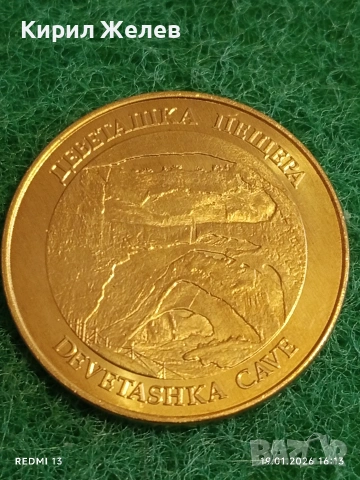 Кирил Желев
ДЕВЕТАШКА ПЕЩЕРА
DEVETASHKA CAVE
REDMI 13
19.01.2026 16:13